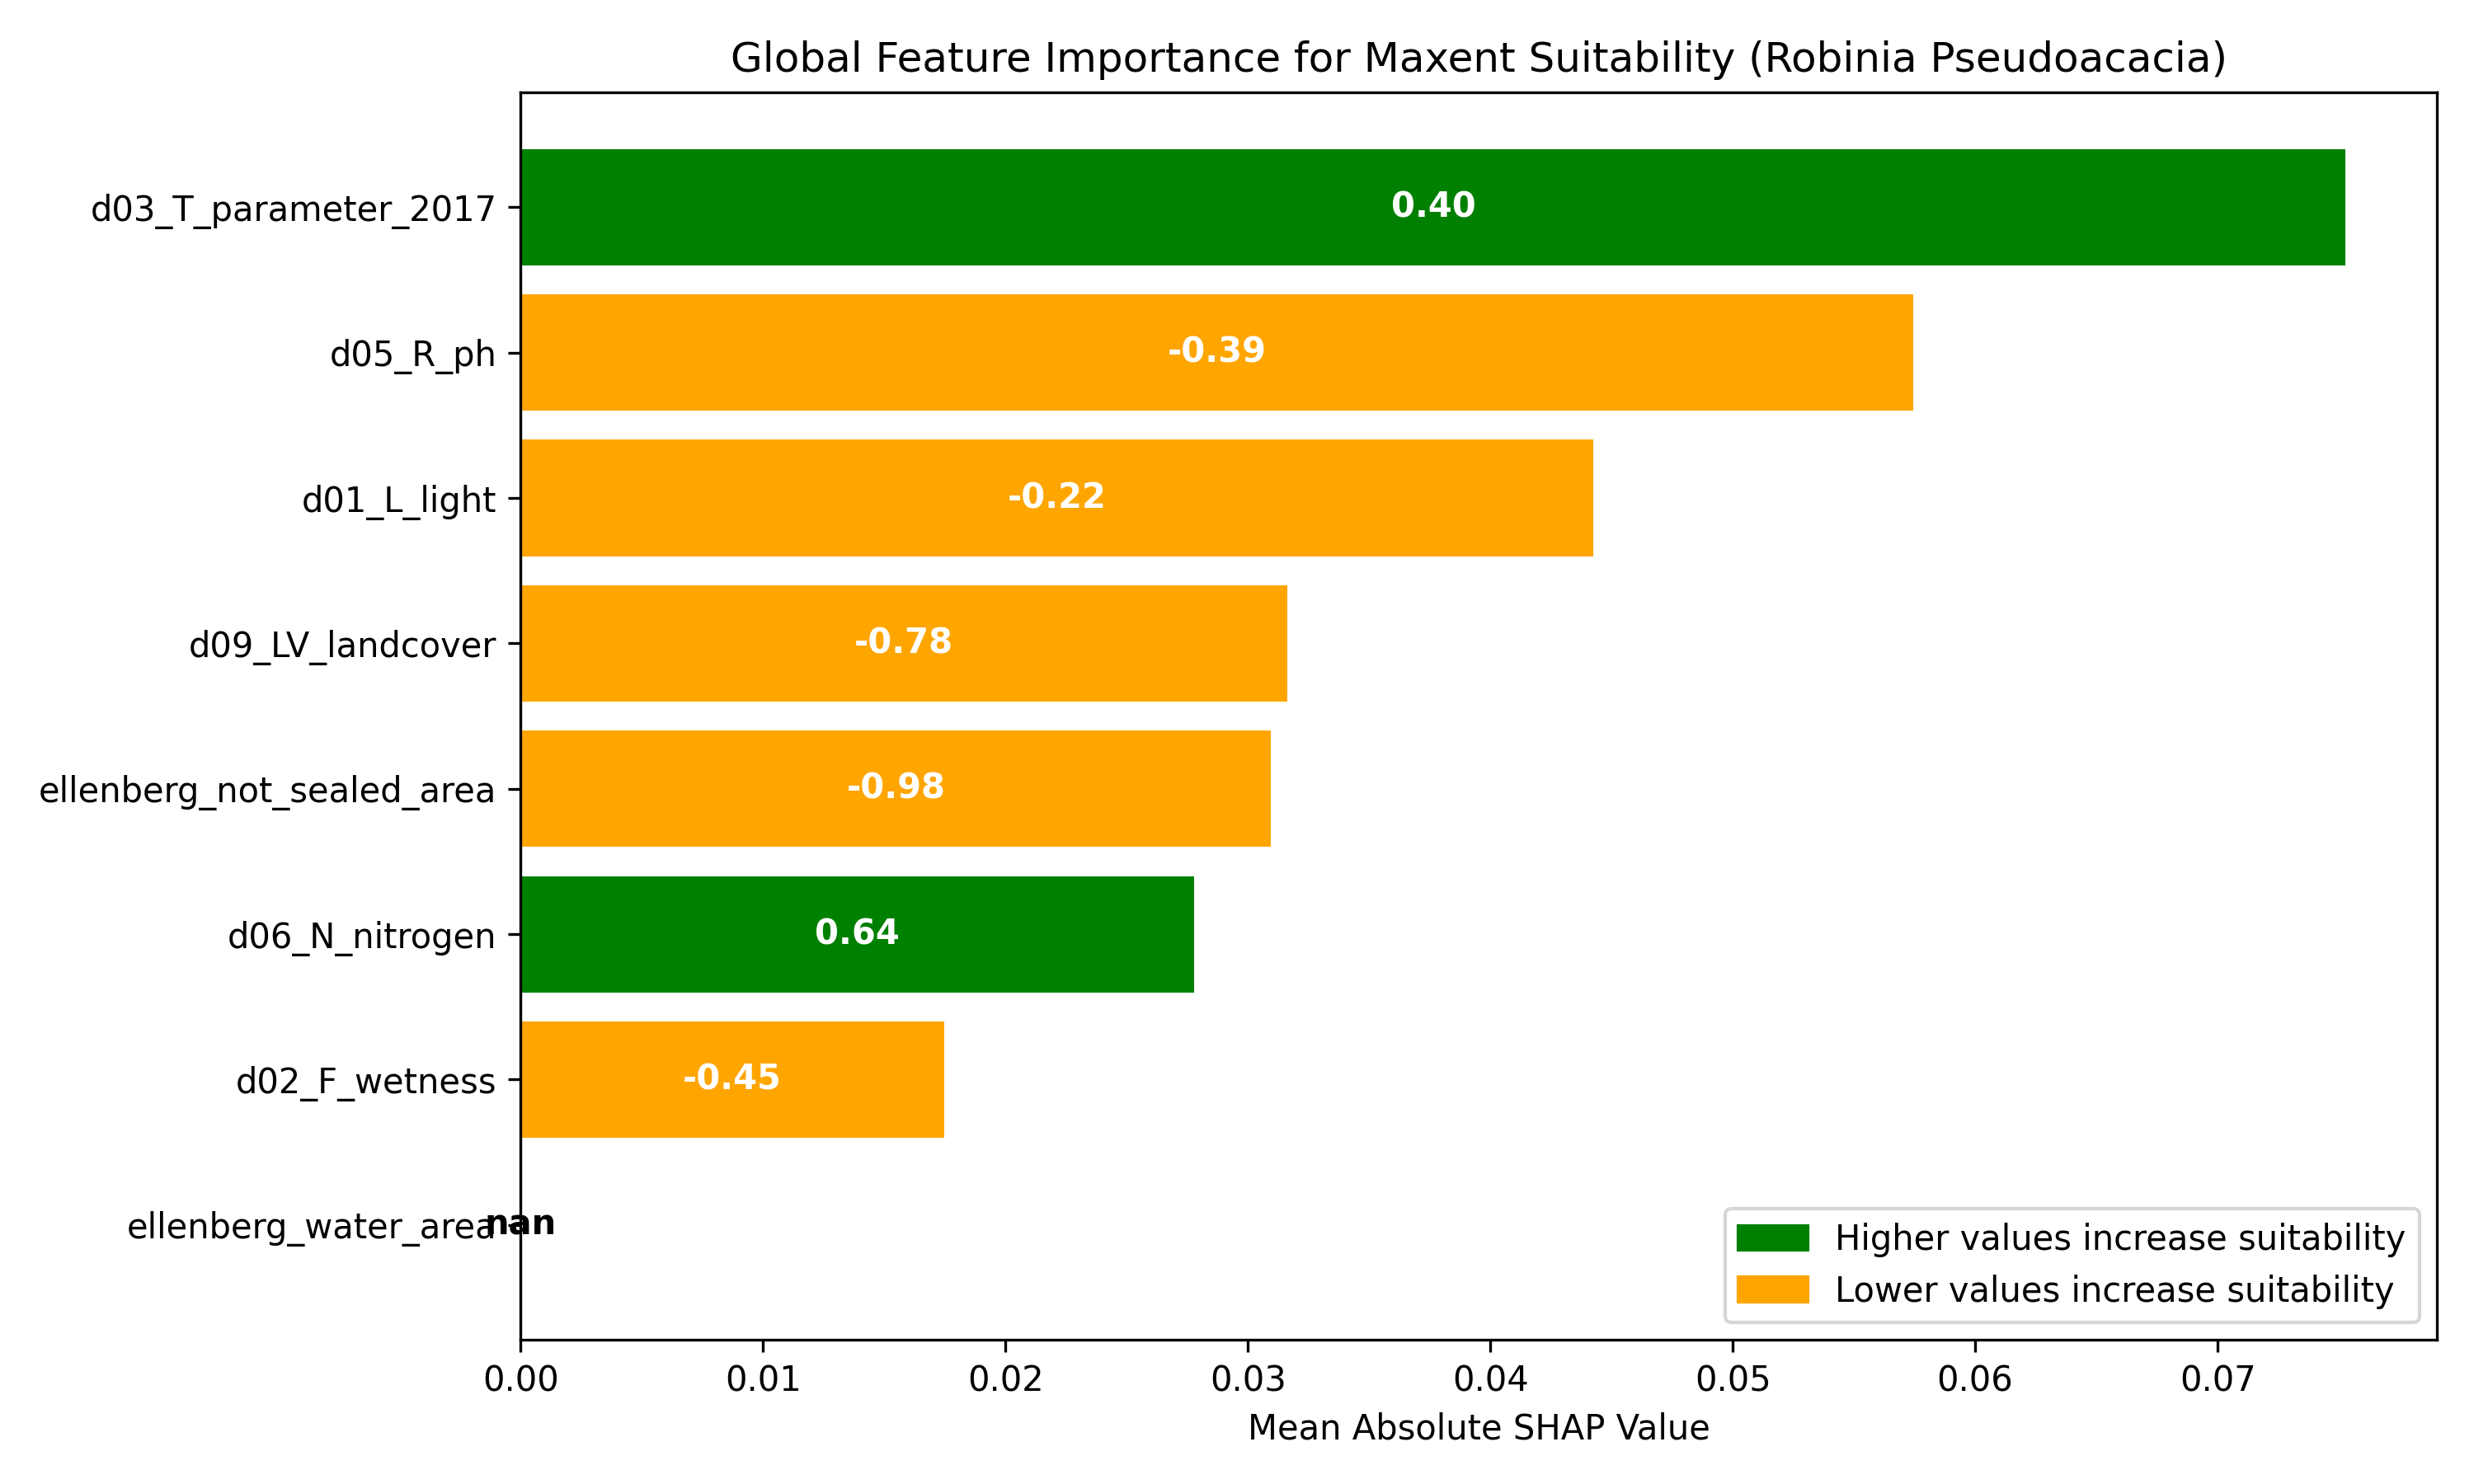 Global Feature Importance for Maxent Suitability (Robinia Pseudoacacia)
d03_T_parameter_2017
0.40
d05_R_ph
-0.39
d01_L_light
-0.22
d09_LV_landcover
-0.78
ellenberg_not_sealed_area
-0.98
d06_N_nitrogen
0.64
d02_F_wetness
-0.45
ellenberg_water_area
nan
Higher values increase suitability
Lower values increase suitability
0.00 0.01 0.02 0.03 0.04 0.05 0.06 0.07
Mean Absolute SHAP Value